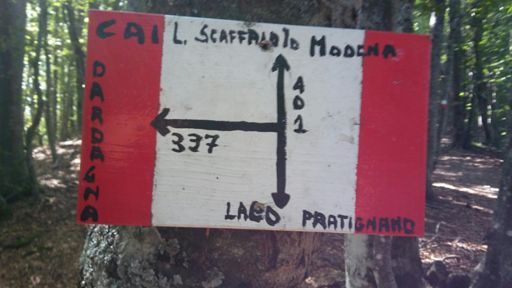 CAI L. SCAFFAIOLO MODENA
DARDAGNA
401
337
LAGO PRATIGNANO